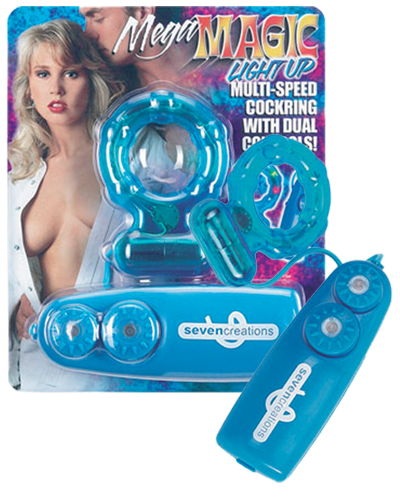 Mega MAGIC
LIGHT UP
MULTI-SPEED
COCKRING
WITH DUAL
sevencreations
sevencreations